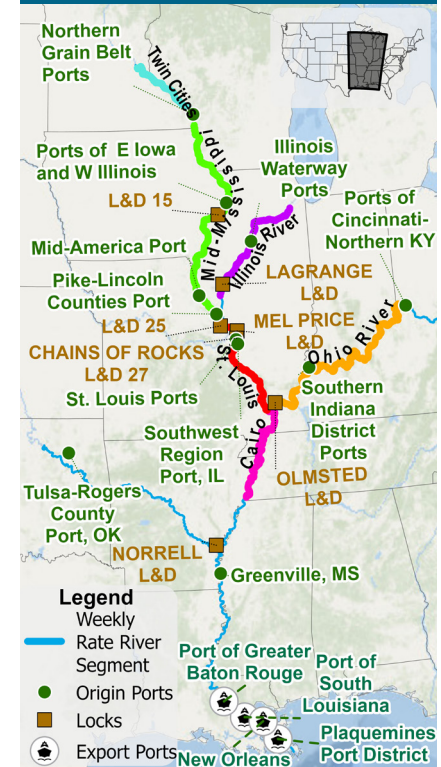 Northern
Grain Belt
Ports
Twin Cities
Ports of E Iowa
and W Illinois
Mid-Mississippi
Illinois
Waterway
Ports
L&D 15
Ports of
Cincinnati-
Northern KY
Mid-America Port
Illinois River
LAGRANGE
L&D
Pike-Lincoln
Counties Port
L&D 25
MEL PRICE
L&D
Ohio River
CHAINS OF ROCKS
L&D 27
St. Louis
St. Louis Ports
Southern
Indiana
District
Ports
Southwest
Region
Port, IL
Cairo
OLMSTED
L&D
Tulsa-Rogers
County
Port, OK
NORRELL
L&D
Greenville, MS
Legend
Weekly
Rate River
Segment
Origin Ports
Locks
Export Ports
Port of Greater
Baton Rouge
Port of
South
Louisiana
Plaquemines
Port District
New Orleans